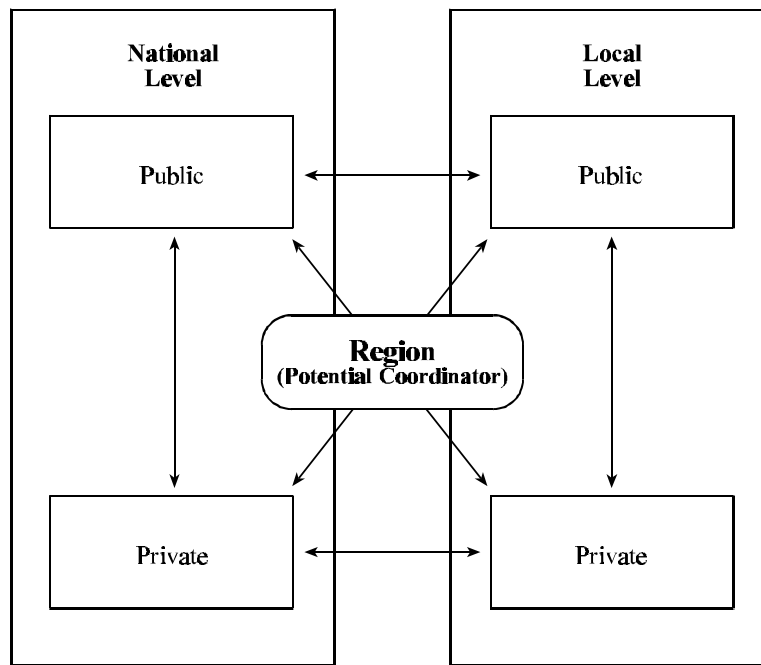 National
Level
Local
Level
Public
Public
Region
(Potential Coordinator)
Private
Private